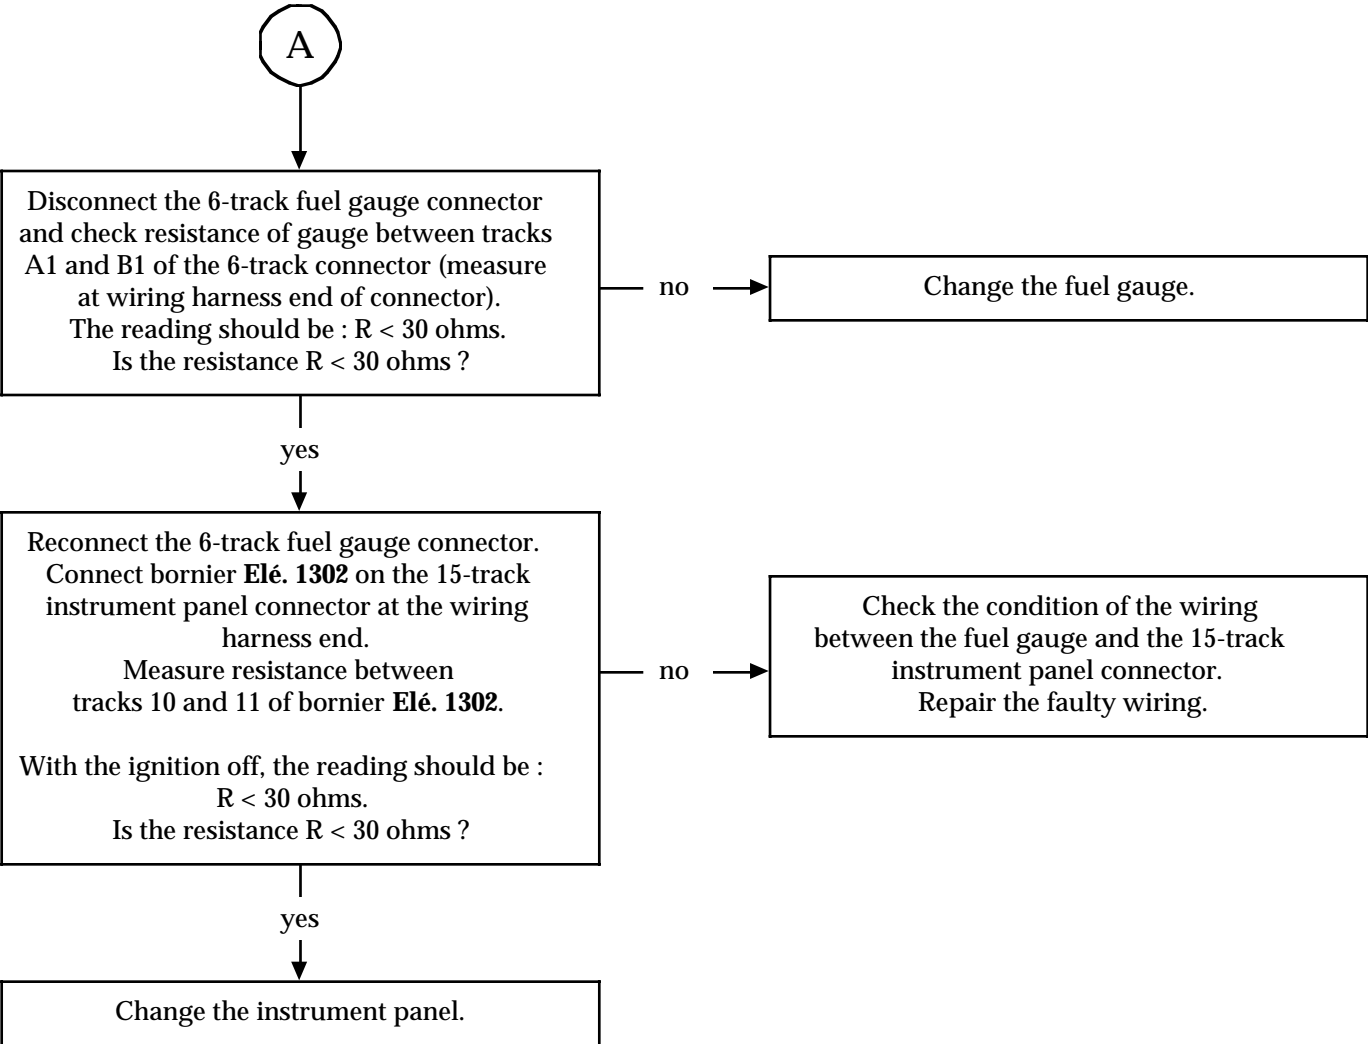 A
Disconnect the 6-track fuel gauge connector
and check resistance of gauge between tracks
A1 and B1 of the 6-track connector (measure
at wiring harness end of connector).
The reading should be : R < 30 ohms.
Is the resistance R < 30 ohms ?
no
Change the fuel gauge.
yes
Reconnect the 6-track fuel gauge connector.
Connect bornier Elé. 1302 on the 15-track
instrument panel connector at the wiring
harness end.
Measure resistance between
tracks 10 and 11 of bornier Elé. 1302.
With the ignition off, the reading should be :
R < 30 ohms.
Is the resistance R < 30 ohms ?
no
Check the condition of the wiring
between the fuel gauge and the 15-track
instrument panel connector.
Repair the faulty wiring.
yes
Change the instrument panel.